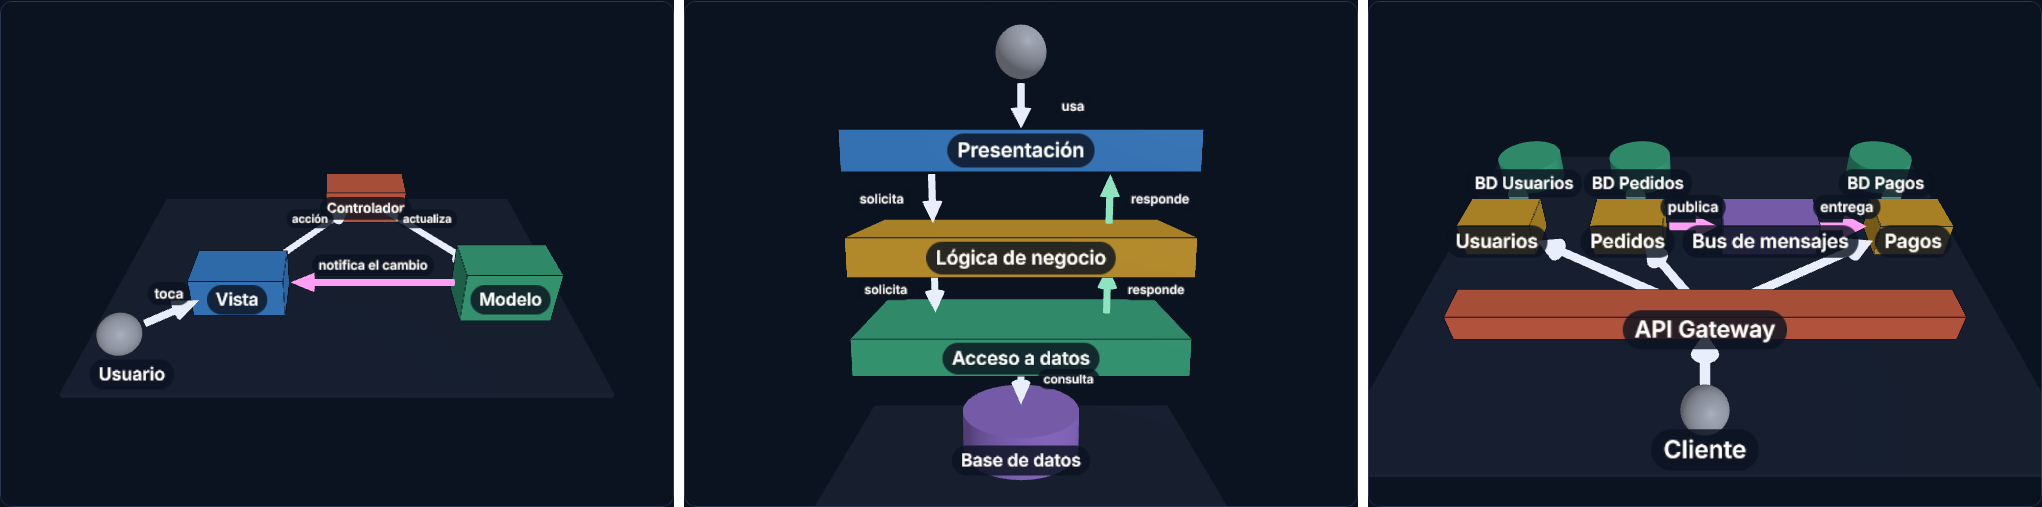 Controlador
acción
actualiza
notifica el cambio
toca
Vista
Modelo
Usuario
usa
Presentación
solicita
responde
Lógica de negocio
solicita
responde
Acceso a datos
consulta
Base de datos
BD Usuarios
BD Pedidos
BD Pagos
publica
entrega
Usuarios
Pedidos
Bus de mensajes
Pagos
API Gateway
Cliente